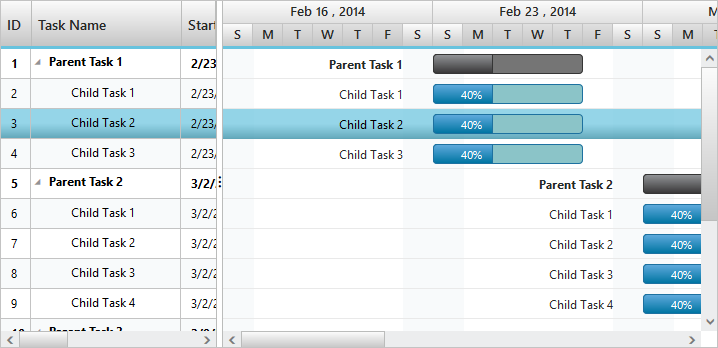 ID Task Name Start
Feb 16 , 2014 Feb 23 , 2014 M
S M T W T F S S M T W T F S S M T
1 Parent Task 1 2/23 Parent Task 1
2 Child Task 1 2/23/ Child Task 1 40%
3 Child Task 2 2/23/ Child Task 2 40%
4 Child Task 3 2/23/ Child Task 3 40%
5 Parent Task 2 3/2/ Parent Task 2
6 Child Task 1 3/2/2 Child Task 1 40%
7 Child Task 2 3/2/2 Child Task 2 40%
8 Child Task 3 3/2/2 Child Task 3 40%
9 Child Task 4 3/2/2 Child Task 4 40%
10 Parent Task 3